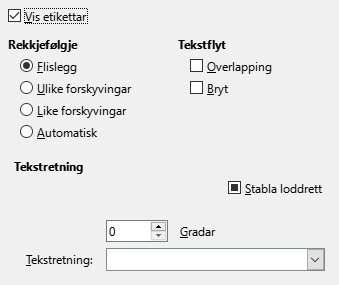 Vis etikettar
Rekkjefølgje
Tekstflyt
Flislegg
Overlapping
Ulike forskyvingar
Bryt
Like forskyvingar
Automatisk
Tekstretning
Stabla loddrett
0
Gradar
Tekstretning: